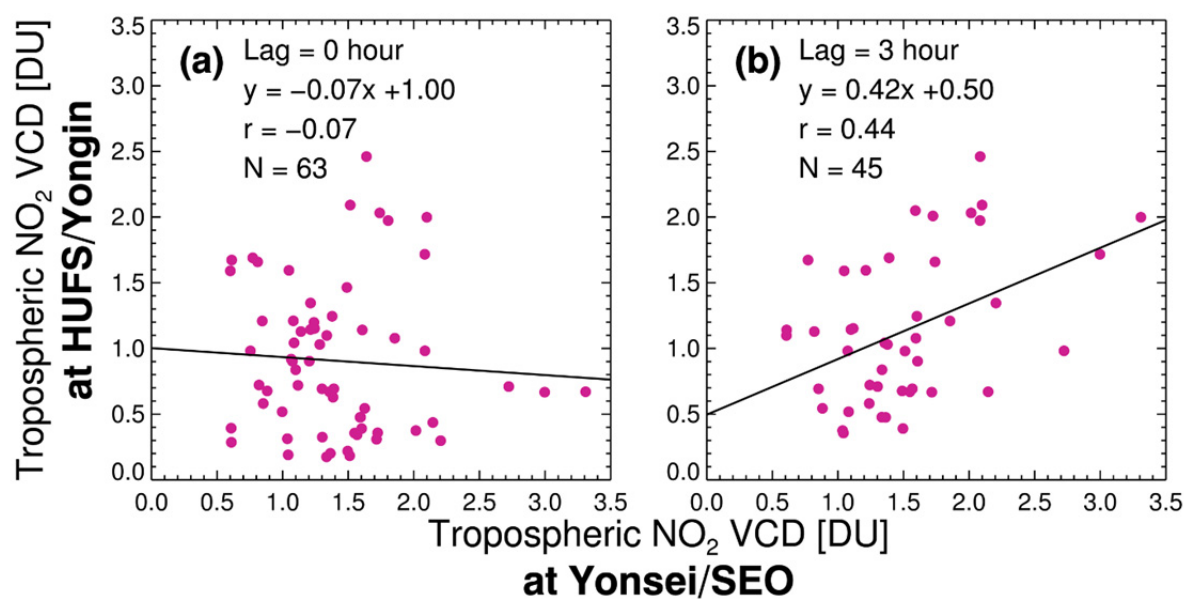 Tropospheric NO₂ VCD [DU]
at HUFS/Yongin
(a)
Lag = 0 hour
y = −0.07x +1.00
r = −0.07
N = 63
3.5
3.0
2.5
2.0
1.5
1.0
0.5
0.0
0.0 0.5 1.0 1.5 2.0 2.5 3.0 3.5
(b)
Lag = 3 hour
y = 0.42x +0.50
r = 0.44
N = 45
3.5
3.0
2.5
2.0
1.5
1.0
0.5
0.0
0.0 0.5 1.0 1.5 2.0 2.5 3.0 3.5
Tropospheric NO₂ VCD [DU]
at Yonsei/SEO